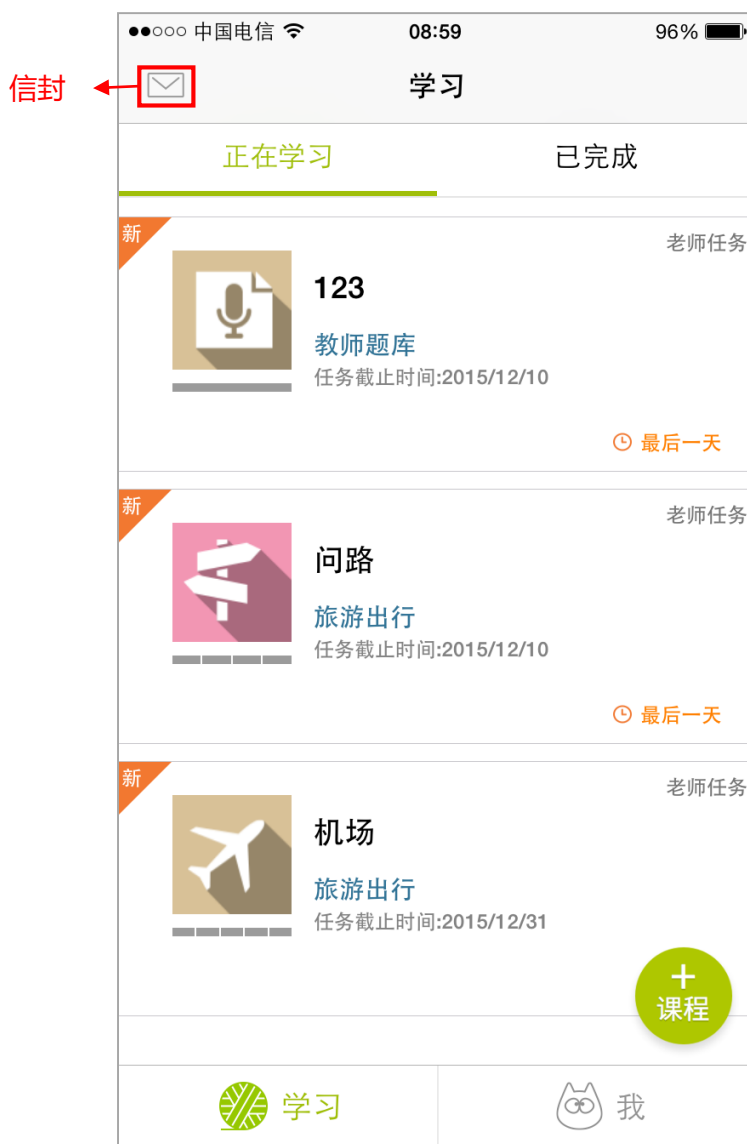 中国电信 08:59 96%
信封 学习
正在学习 已完成
新 老师任务
123
教师题库
任务截止时间:2015/12/10
最后一天
新 老师任务
问路
旅游出行
任务截止时间:2015/12/10
最后一天
新 老师任务
机场
旅游出行
任务截止时间:2015/12/31
+
课程
学习 我